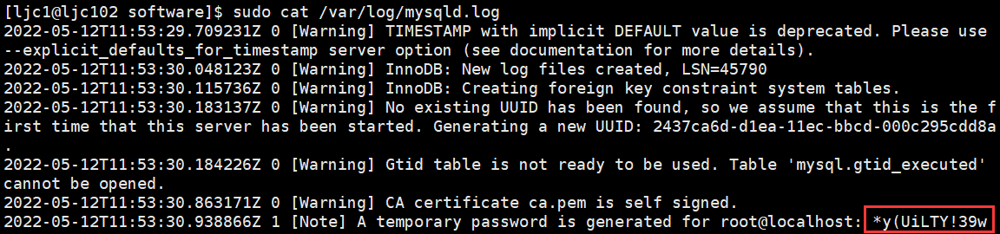 [ljc1@ljc102 software]$ sudo cat /var/log/mysqld.log
2022-05-12T11:53:29.709231Z 0 [Warning] TIMESTAMP with implicit DEFAULT value is deprecated. Please use
--explicit_defaults_for_timestamp server option (see documentation for more details).
2022-05-12T11:53:30.048123Z 0 [Warning] InnoDB: New log files created, LSN=45790
2022-05-12T11:53:30.115736Z 0 [Warning] InnoDB: Creating foreign key constraint system tables.
2022-05-12T11:53:30.183137Z 0 [Warning] No existing UUID has been found, so we assume that this is the f
irst time that this server has been started. Generating a new UUID: 2437ca6d-d1ea-11ec-bbcd-000c295cdd8a
.
2022-05-12T11:53:30.184226Z 0 [Warning] Gtid table is not ready to be used. Table 'mysql.gtid_executed'
cannot be opened.
2022-05-12T11:53:30.863171Z 0 [Warning] CA certificate ca.pem is self signed.
2022-05-12T11:53:30.938866Z 1 [Note] A temporary password is generated for root@localhost: *y(UiLTY!39w